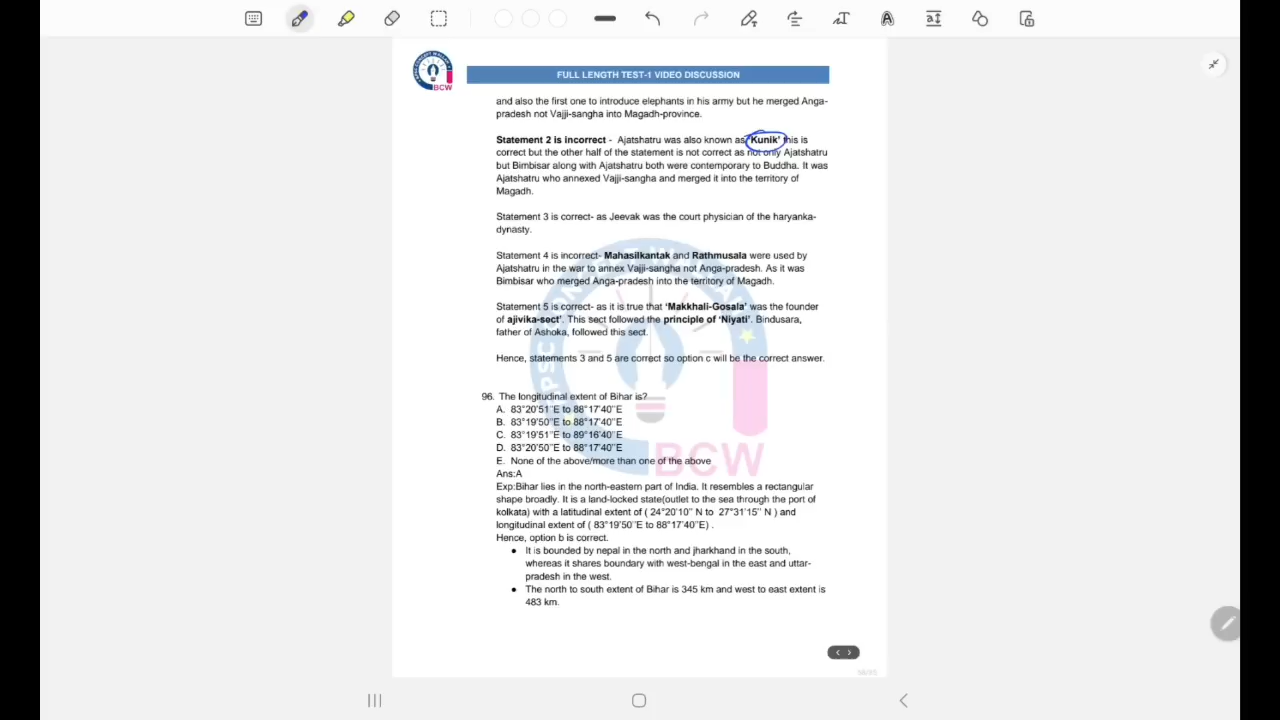 BCW
FULL LENGTH TEST-1 VIDEO DISCUSSION
and also the first one to introduce elephants in his army but he merged Anga-
pradesh not Vajji-sangha into Magadh-province.
Statement 2 is incorrect - Ajatshatru was also known as 'Kunik' this is
correct but the other half of the statement is not correct as not only Ajatshatru
but Bimbisar along with Ajatshatru both were contemporary to Buddha. It was
Ajatshatru who annexed Vajji-sangha and merged it into the territory of
Magadh.
Statement 3 is correct- as Jeevak was the court physician of the haryanka-
dynasty.
Statement 4 is incorrect- Mahasilkantak and Rathmusala were used by
Ajatshatru in the war to annex Vajji-sangha not Anga-pradesh. As it was
Bimbisar who merged Anga-pradesh into the territory of Magadh.
Statement 5 is correct- as it is true that 'Makkhali-Gosala' was the founder
of ajivika-sect'. This sect followed the principle of 'Niyati'. Bindusara,
father of Ashoka, followed this sect.
Hence, statements 3 and 5 are correct so option c will be the correct answer.
96. The longitudinal extent of Bihar is?
A. 83°20'51''E to 88°17'40''E
B. 83°19'50''E to 88°17'40''E
C. 83°19'51''E to 89°16'40'E
D. 83°20'50''E to 88°17'40''E
E. None of the above/more than one of the above
Ans:A
Exp:Bihar lies in the north-eastern part of India. It resembles a rectangular
shape broadly. It is a land-locked state(outlet to the sea through the port of
kolkata) with a latitudinal extent of ( 24°20'10'' N to 27°31'15'' N ) and
longitudinal extent of ( 83°19'50''E to 88°17'40'E) .
Hence, option b is correct.
• It is bounded by nepal in the north and jharkhand in the south,
whereas it shares boundary with west-bengal in the east and uttar-
pradesh in the west.
• The north to south extent of Bihar is 345 km and west to east extent is
483 km.
BCW